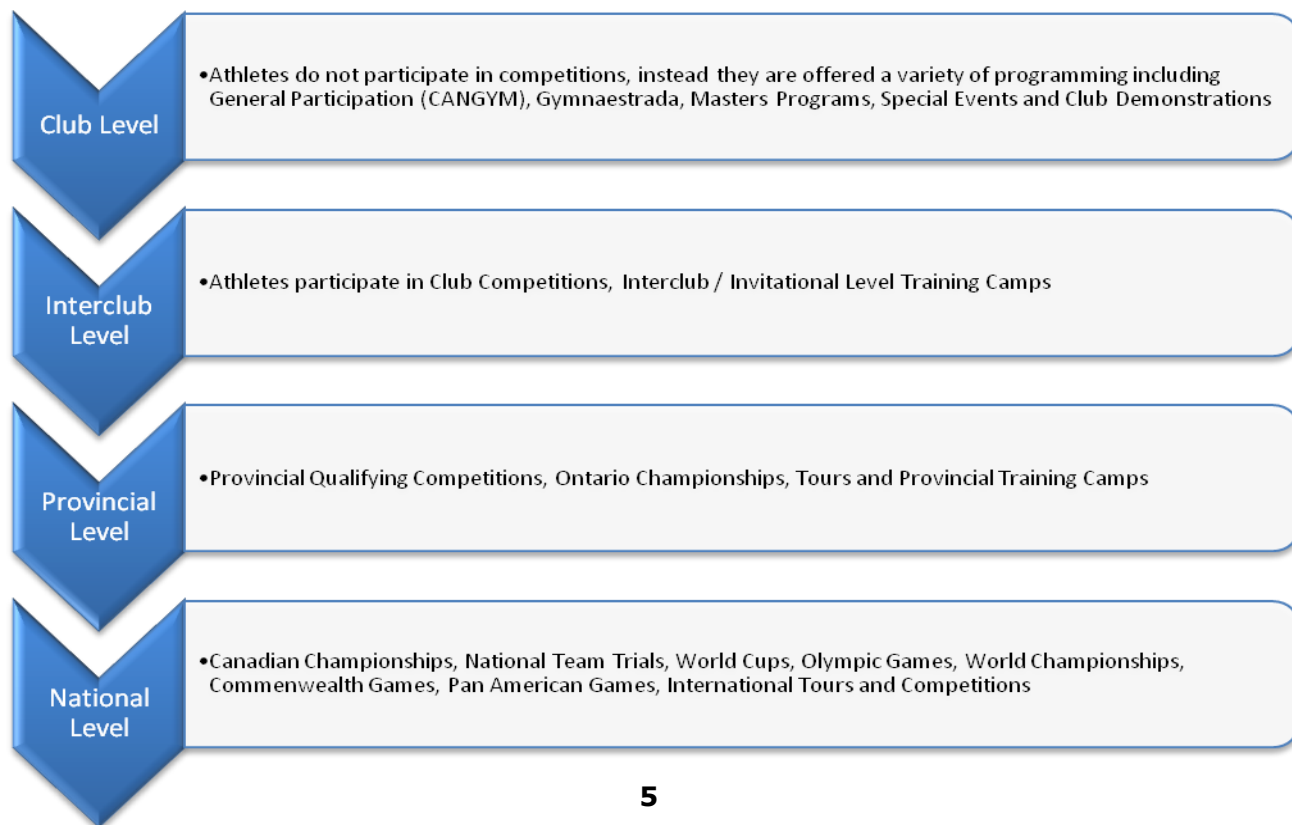 Club Level
•Athletes do not participate in competitions, instead they are offered a variety of programming including
General Participation (CANGYM), Gymnaestrada, Masters Programs, Special Events and Club Demonstrations
Interclub
Level
•Athletes participate in Club Competitions, Interclub / Invitational Level Training Camps
Provincial
Level
•Provincial Qualifying Competitions, Ontario Championships, Tours and Provincial Training Camps
National
Level
•Canadian Championships, National Team Trials, World Cups, Olympic Games, World Championships,
Commonwealth Games, Pan American Games, International Tours and Competitions
5